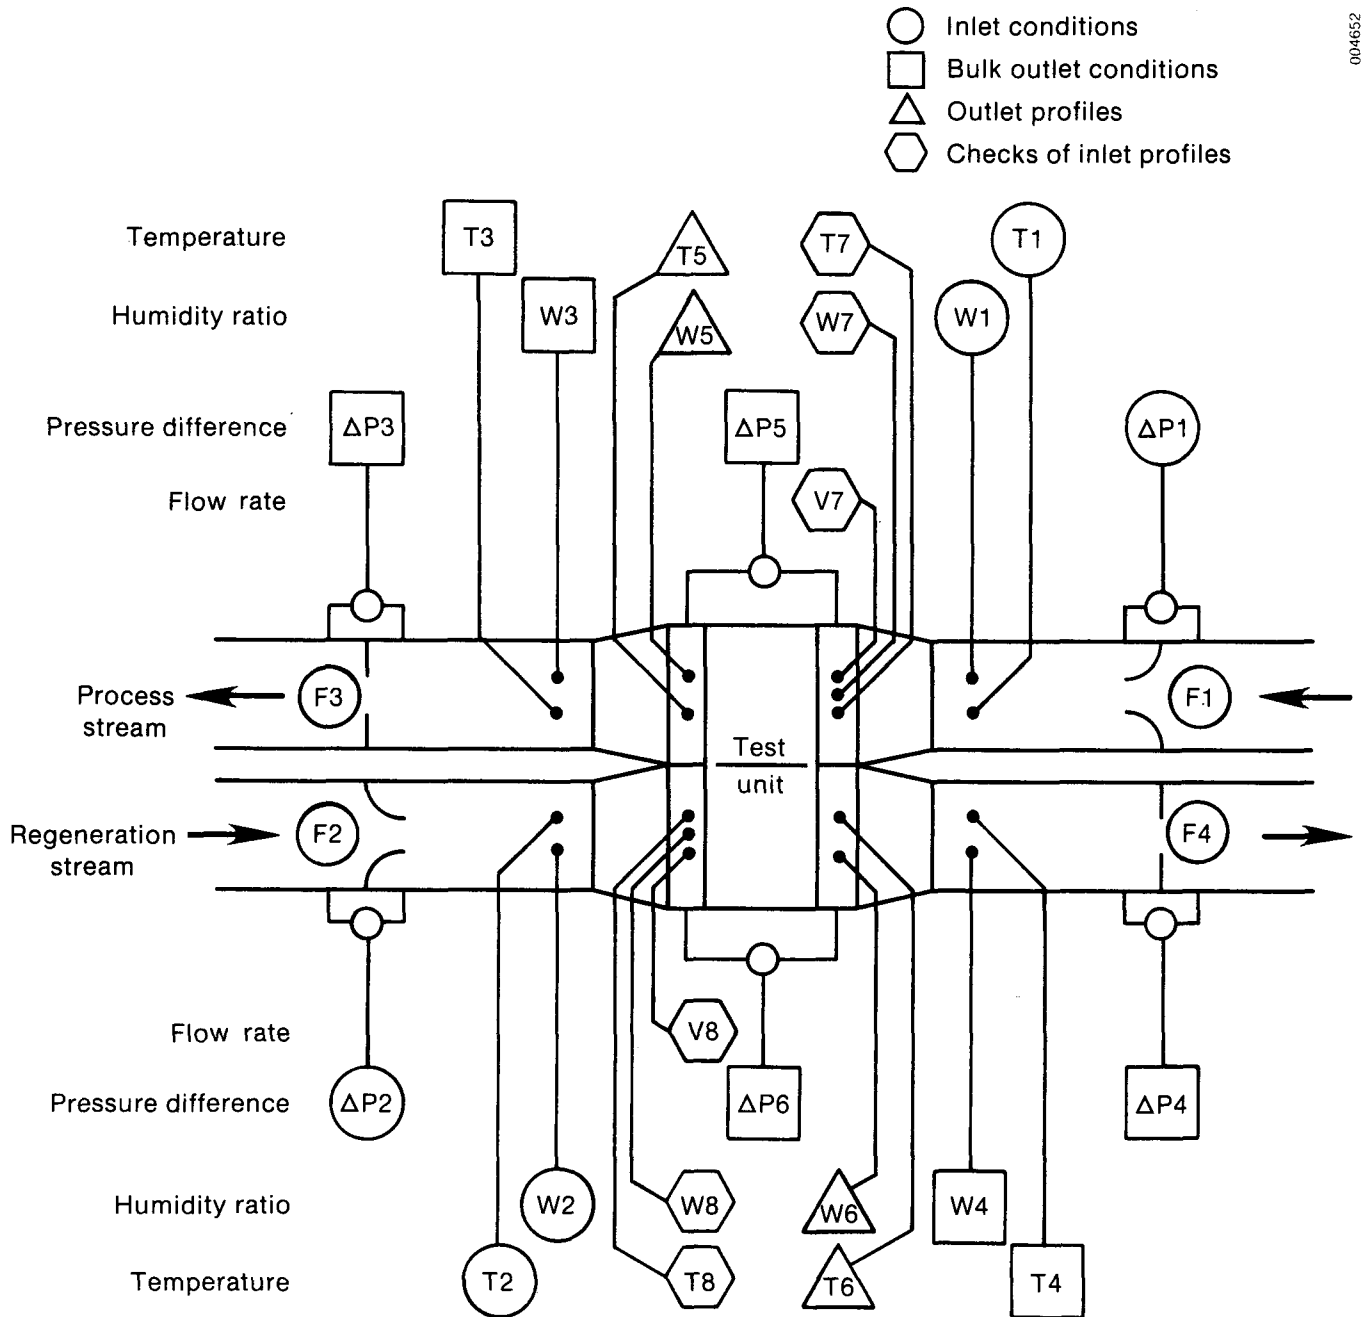 Inlet conditions
004652
Bulk outlet conditions
Outlet profiles
Checks of inlet profiles
Temperature
T3
T5
T7
T1
Humidity ratio
W3
W5
W7
W1
Pressure difference
ΔP3
ΔP5
ΔP1
Flow rate
V7
Process
stream
F3
F1
Test
unit
Regeneration
stream
F2
F4
Flow rate
V8
Pressure difference
ΔP2
ΔP6
ΔP4
Humidity ratio
W2
W8
W6
W4
Temperature
T2
T8
T6
T4